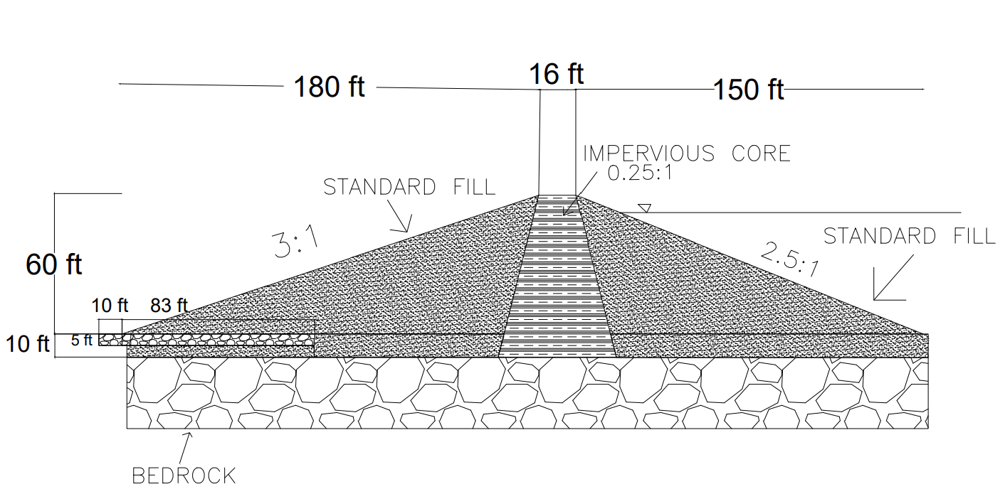 16 ft
180 ft
150 ft
IMPERVIOUS CORE
0.25:1
STANDARD FILL
3:1
STANDARD FILL
2.5:1
60 ft
10 ft
83 ft
5 ft
10 ft
BEDROCK